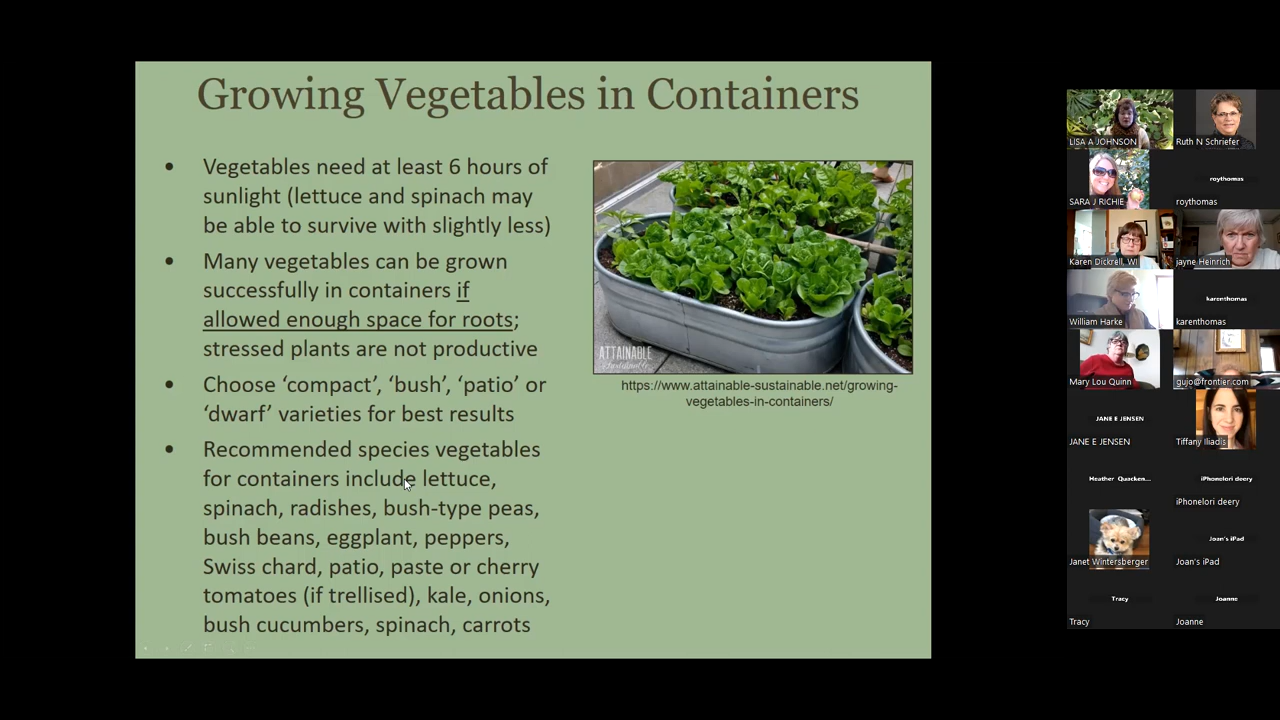 Growing Vegetables in Containers
• Vegetables need at least 6 hours of
sunlight (lettuce and spinach may
be able to survive with slightly less)
• Many vegetables can be grown
successfully in containers if
allowed enough space for roots;
stressed plants are not productive
• Choose ‘compact’, ‘bush’, ‘patio’ or
‘dwarf’ varieties for best results
• Recommended species vegetables
for containers include lettuce,
spinach, radishes, bush-type peas,
bush beans, eggplant, peppers,
Swiss chard, patio, paste or cherry
tomatoes (if trellised), kale, onions,
bush cucumbers, spinach, carrots
ATTAINABLE
Sustainable
https://www.attainable-sustainable.net/growing-
vegetables-in-containers/
LISA A JOHNSON
Ruth N Schriefer
SARA J RICHIE
roythomas
roythomas
Karen Dickrell, WI
jayne Heinrich
William Harke
karenthomas
karenthomas
Mary Lou Quinn
gujo@frontier.com
JANE E JENSEN
JANE E JENSEN
Tiffany Iliadis
Heather Quacken...
iPhonelori deery
iPhonelori deery
Janet Wintersberger
Joan's iPad
Joan's iPad
Tracy
Tracy
Joanne
Joanne